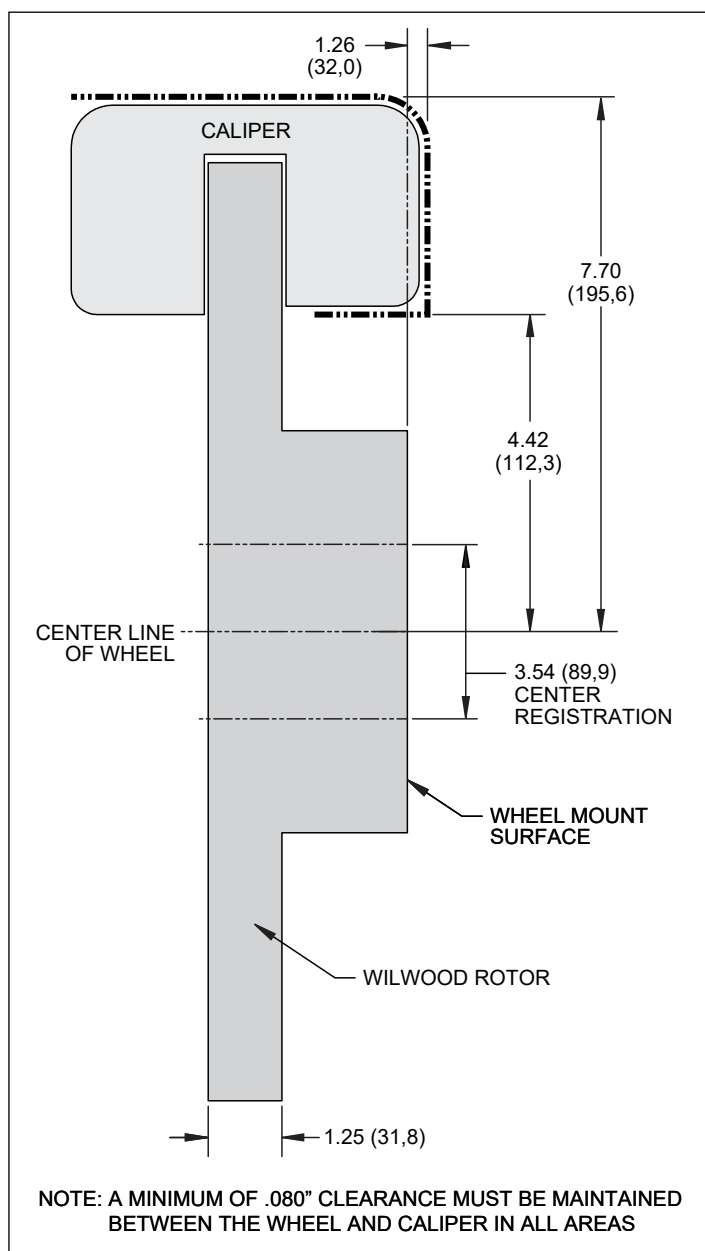 1.26
(32,0)
CALIPER
7.70
(195,6)
4.42
(112,3)
CENTER LINE
OF WHEEL
3.54 (89,9)
CENTER
REGISTRATION
WHEEL MOUNT
SURFACE
WILWOOD ROTOR
1.25 (31,8)
NOTE: A MINIMUM OF .080" CLEARANCE MUST BE MAINTAINED
BETWEEN THE WHEEL AND CALIPER IN ALL AREAS